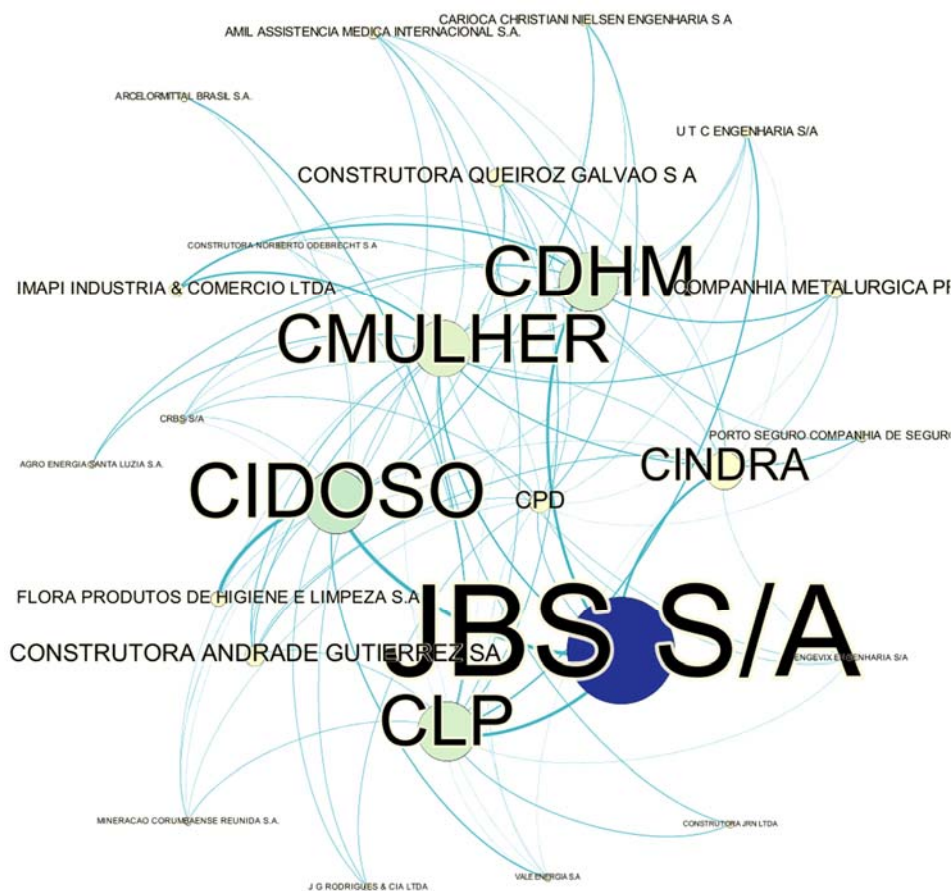 CARIOCA CHRISTIANI NIELSEN ENGENHARIA S A
AMIL ASSISTENCIA MEDICA INTERNACIONAL S.A.
ARCELORMITTAL BRASIL S.A.
U T C ENGENHARIA S/A
CONSTRUTORA QUEIROZ GALVAO S A
CONSTRUTORA NORBERTO ODEBRECHT S A
CDHM
IMAPI INDUSTRIA & COMERCIO LTDA
COMPANHIA METALURGICA PR
CMULHER
CRBS S/A
PORTO SEGURO COMPANHIA DE SEGURO
AGRO ENERGIA SANTA LUZIA S.A.
CINDRA
CIDOSO
CPD
FLORA PRODUTOS DE HIGIENE E LIMPEZA S.A
JBS S/A
CONSTRUTORA ANDRADE GUTIERREZ SA
ENGEVIX ENGENHARIA S/A
CLP
MINERACAO CORUMBAENSE REUNIDA S.A.
CONSTRUTORA JRN LTDA
VALE ENERGIA S.A
J G RODRIGUES & CIA LTDA